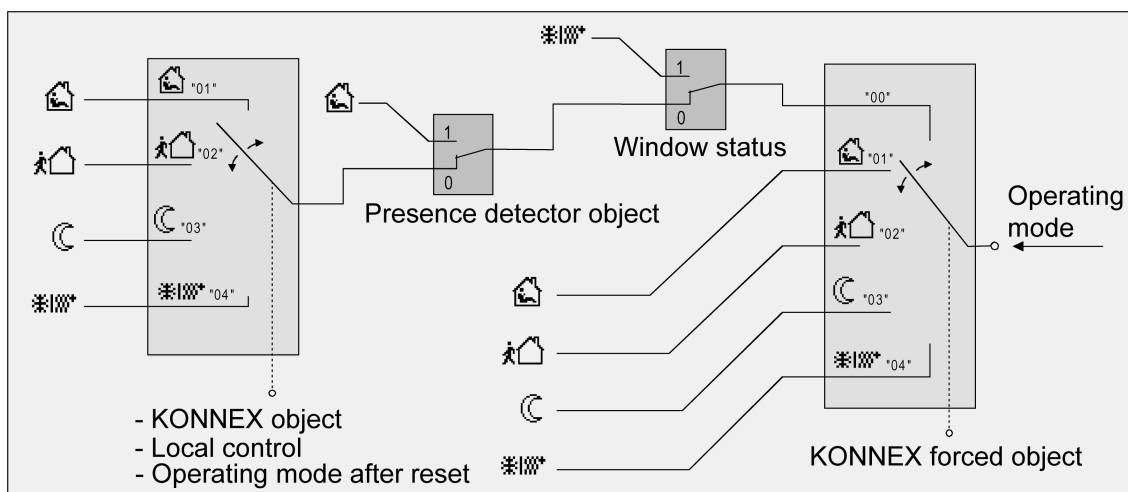 "01"
"02"
"03"
"04"
- KONNEX object
- Local control
- Operating mode after reset
1
0
Presence detector object
1
0
Window status
"00"
"01"
"02"
"03"
"04"
KONNEX forced object
Operating
mode